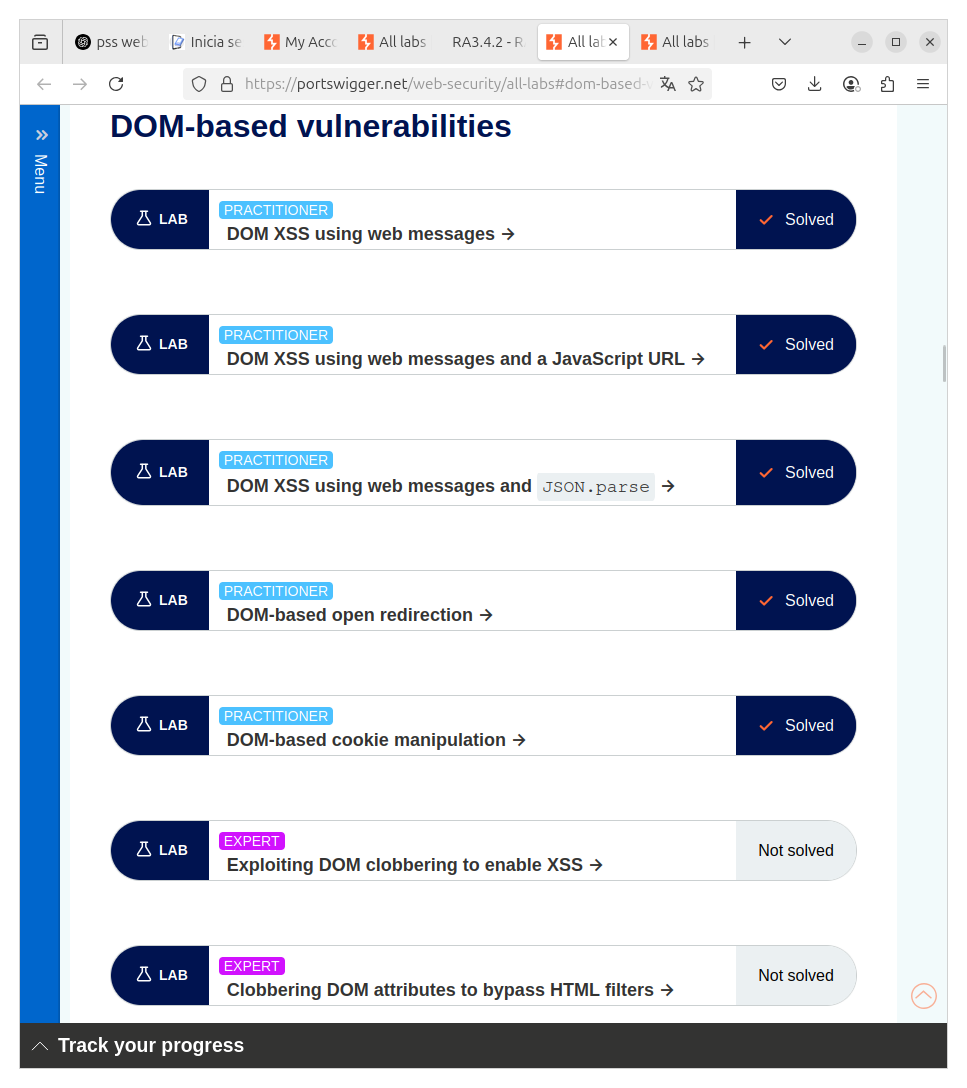 pss web
Inicia se
My Acco
All labs
RA3.4.2 - R
All lab
All labs
https://portswigger.net/web-security/all-labs#dom-based-v
Menu
DOM-based vulnerabilities
LAB
PRACTITIONER
DOM XSS using web messages →
Solved
LAB
PRACTITIONER
DOM XSS using web messages and a JavaScript URL →
Solved
LAB
PRACTITIONER
DOM XSS using web messages and JSON.parse →
Solved
LAB
PRACTITIONER
DOM-based open redirection →
Solved
LAB
PRACTITIONER
DOM-based cookie manipulation →
Solved
LAB
EXPERT
Exploiting DOM clobbering to enable XSS →
Not solved
LAB
EXPERT
Clobbering DOM attributes to bypass HTML filters →
Not solved
Track your progress